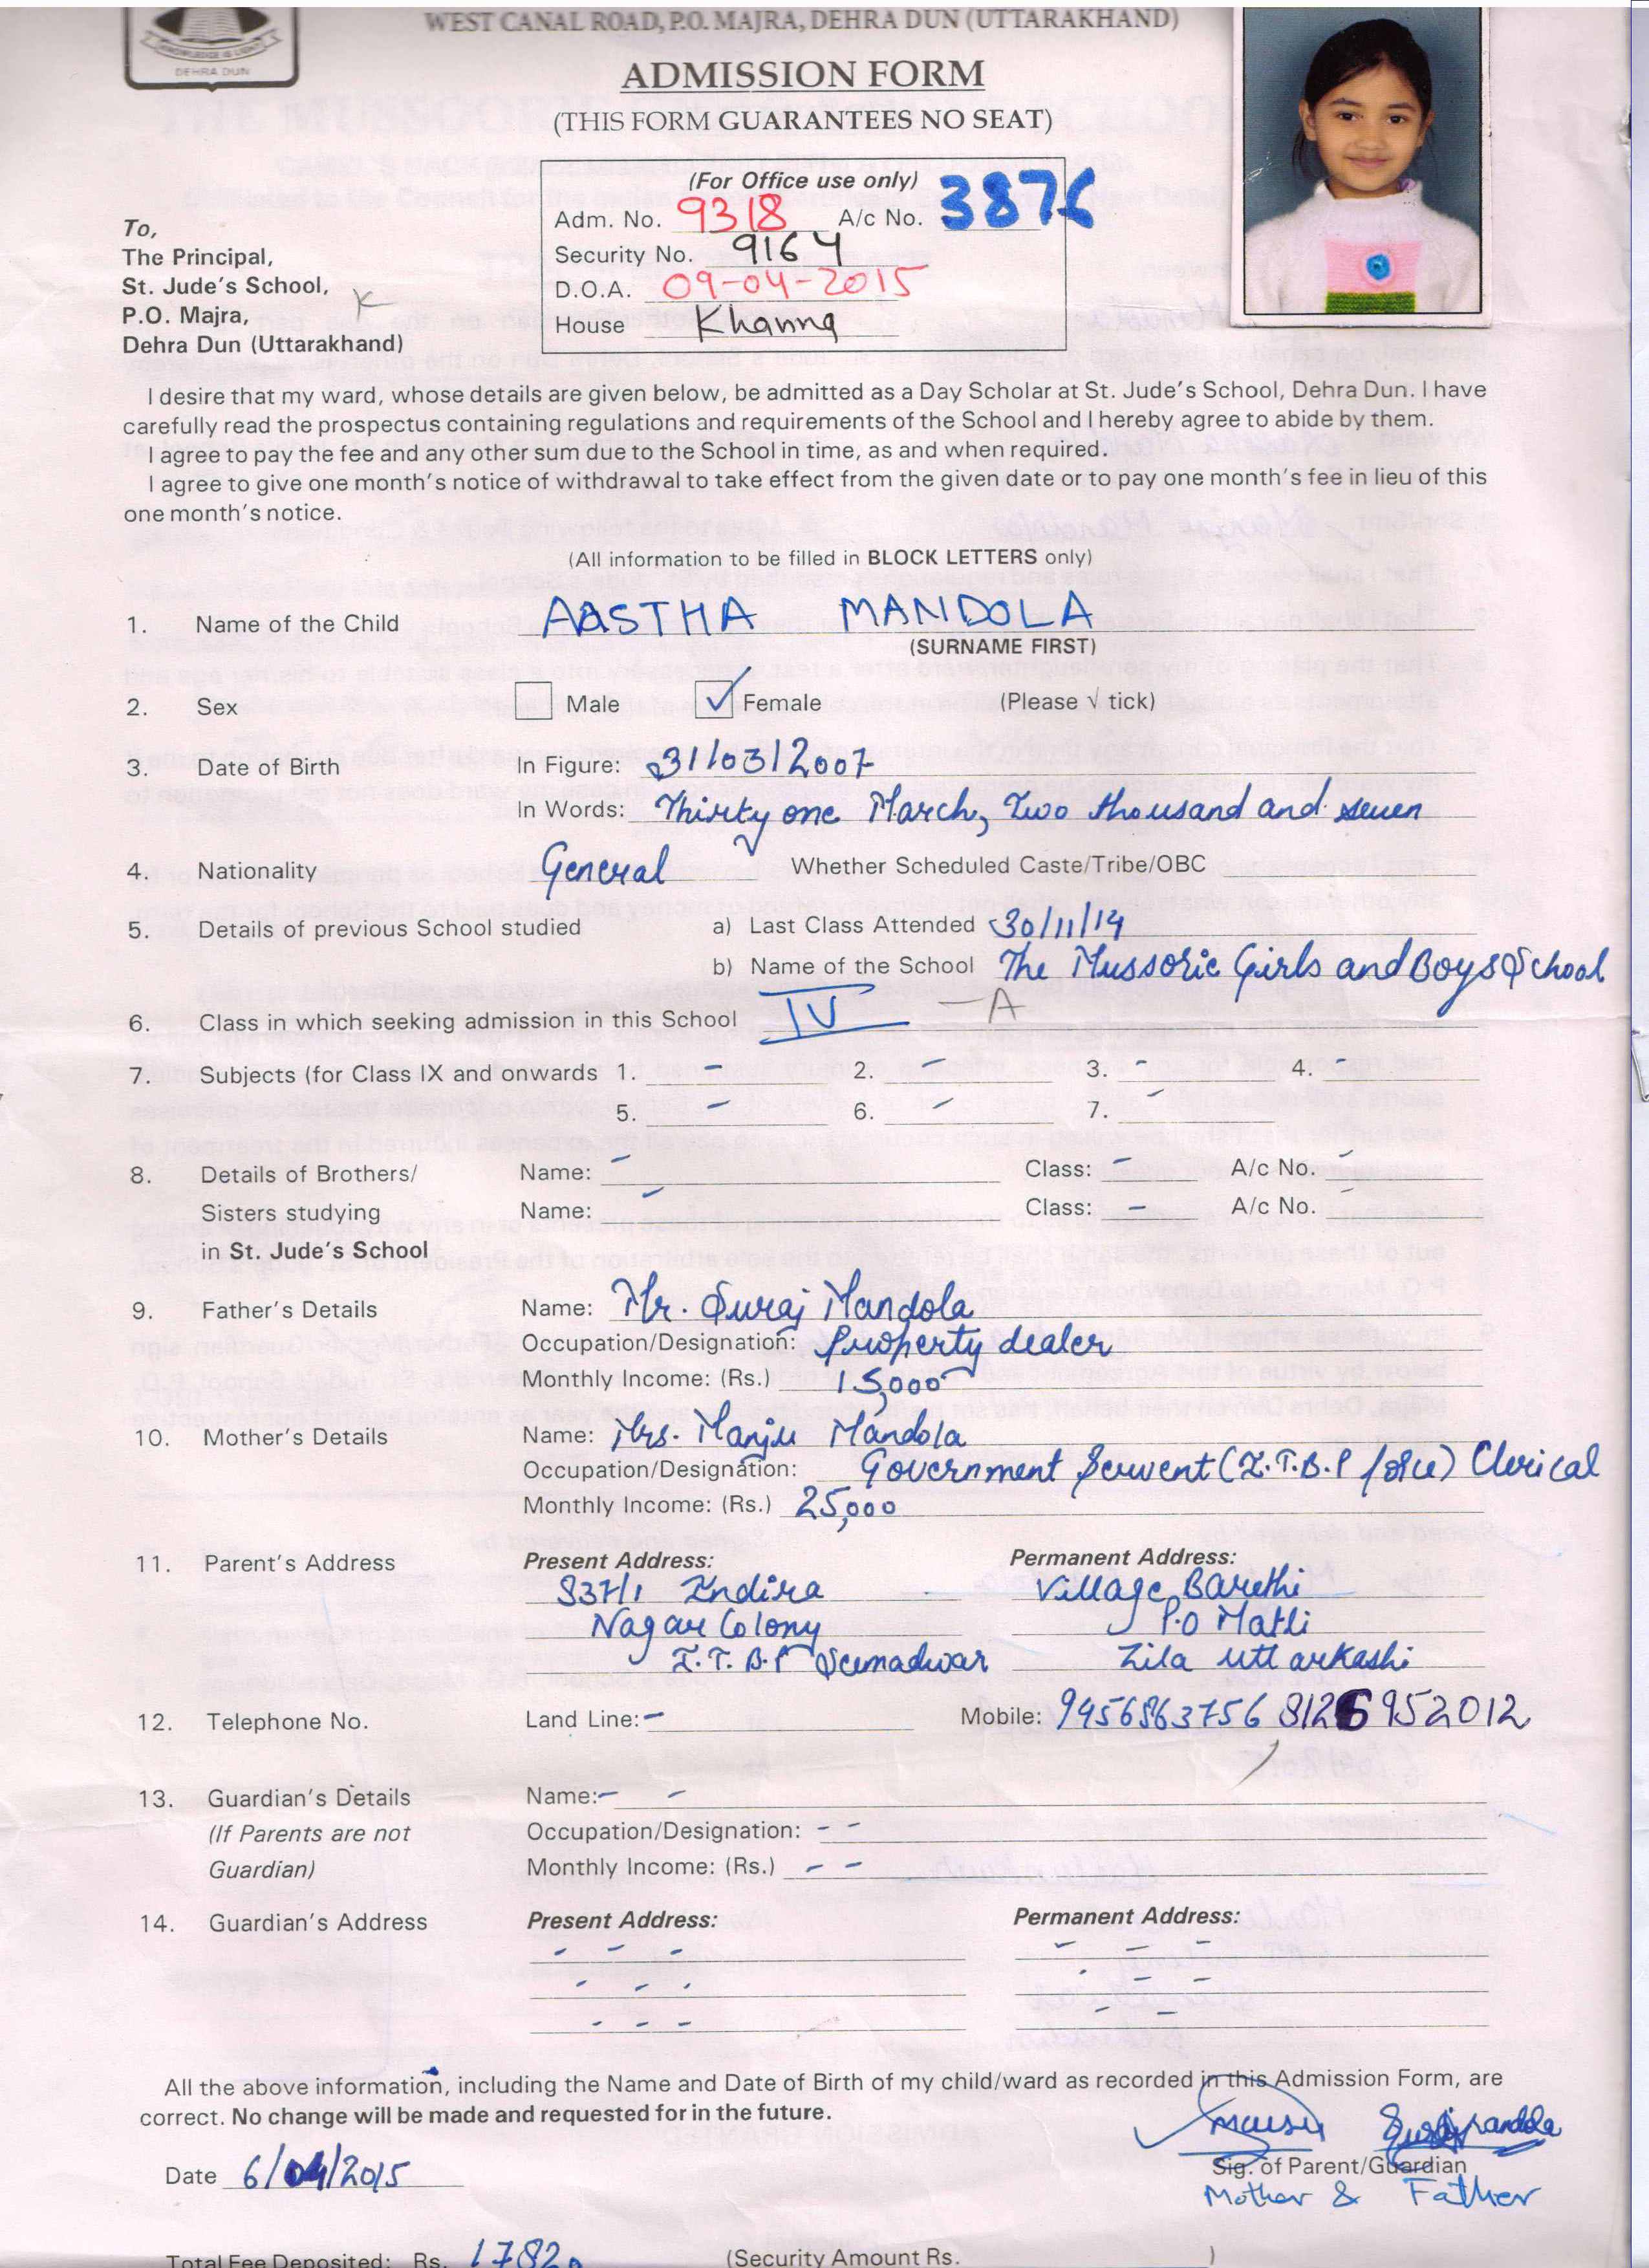 KNOWLEDGE IS LIGHT
DEHRA DUN
WEST CANAL ROAD, P.O. MAJRA, DEHRA DUN (UTTARAKHAND)
ADMISSION FORM
(THIS FORM GUARANTEES NO SEAT)
(For Office use only)
Adm. No. 9318 A/c No. 3876
Security No. 9164
D.O.A. 09-04-2015
House Khanna
To,
The Principal,
St. Jude's School,
P.O. Majra,
Dehra Dun (Uttarakhand)
K
I desire that my ward, whose details are given below, be admitted as a Day Scholar at St. Jude's School, Dehra Dun. I have
carefully read the prospectus containing regulations and requirements of the School and I hereby agree to abide by them.
I agree to pay the fee and any other sum due to the School in time, as and when required.
I agree to give one month's notice of withdrawal to take effect from the given date or to pay one month's fee in lieu of this
one month's notice.
(All information to be filled in BLOCK LETTERS only)
1. Name of the Child AASTHA MANDOLA
(SURNAME FIRST)
2. Sex Male ✓ Female (Please √ tick)
3. Date of Birth In Figure: 31/03/2007
In Words: Thirty one March, Two thousand and seven
4. Nationality General Whether Scheduled Caste/Tribe/OBC
5. Details of previous School studied a) Last Class Attended 30/11/14
b) Name of the School The Mussorie Girls and Boys School
6. Class in which seeking admission in this School IV - A
7. Subjects (for Class IX and onwards 1. - 2. - 3. - 4. -
5. - 6. - 7. -
8. Details of Brothers/ Name: - Class: - A/c No. -
Sisters studying Name: - Class: - A/c No. -
in St. Jude's School
9. Father's Details Name: Mr. Suraj Mandola
Occupation/Designation: Property dealer
Monthly Income: (Rs.) 15,000
10. Mother's Details Name: Mrs. Manju Mandola
Occupation/Designation: Government Servent (I.T.B.P force) Clerical
Monthly Income: (Rs.) 25,000
11. Parent's Address Present Address: Permanent Address:
837/1 Indira Village Barethi
Nagar Colony P.O Matli
I.T.B.P Seemadwar Zila Uttarkashi
12. Telephone No. Land Line: - Mobile: 9456863756 8126952012
13. Guardian's Details Name: - -
(If Parents are not Occupation/Designation: - -
Guardian) Monthly Income: (Rs.) - -
14. Guardian's Address Present Address: Permanent Address:
- - - - - -
- - - - - -
- - - - -
All the above information, including the Name and Date of Birth of my child/ward as recorded in this Admission Form, are
correct. No change will be made and requested for in the future.
Date 6/04/2015
Sig. of Parent/Guardian
Mother & Father
Total Fee Deposited: Rs. (Security Amount Rs. )